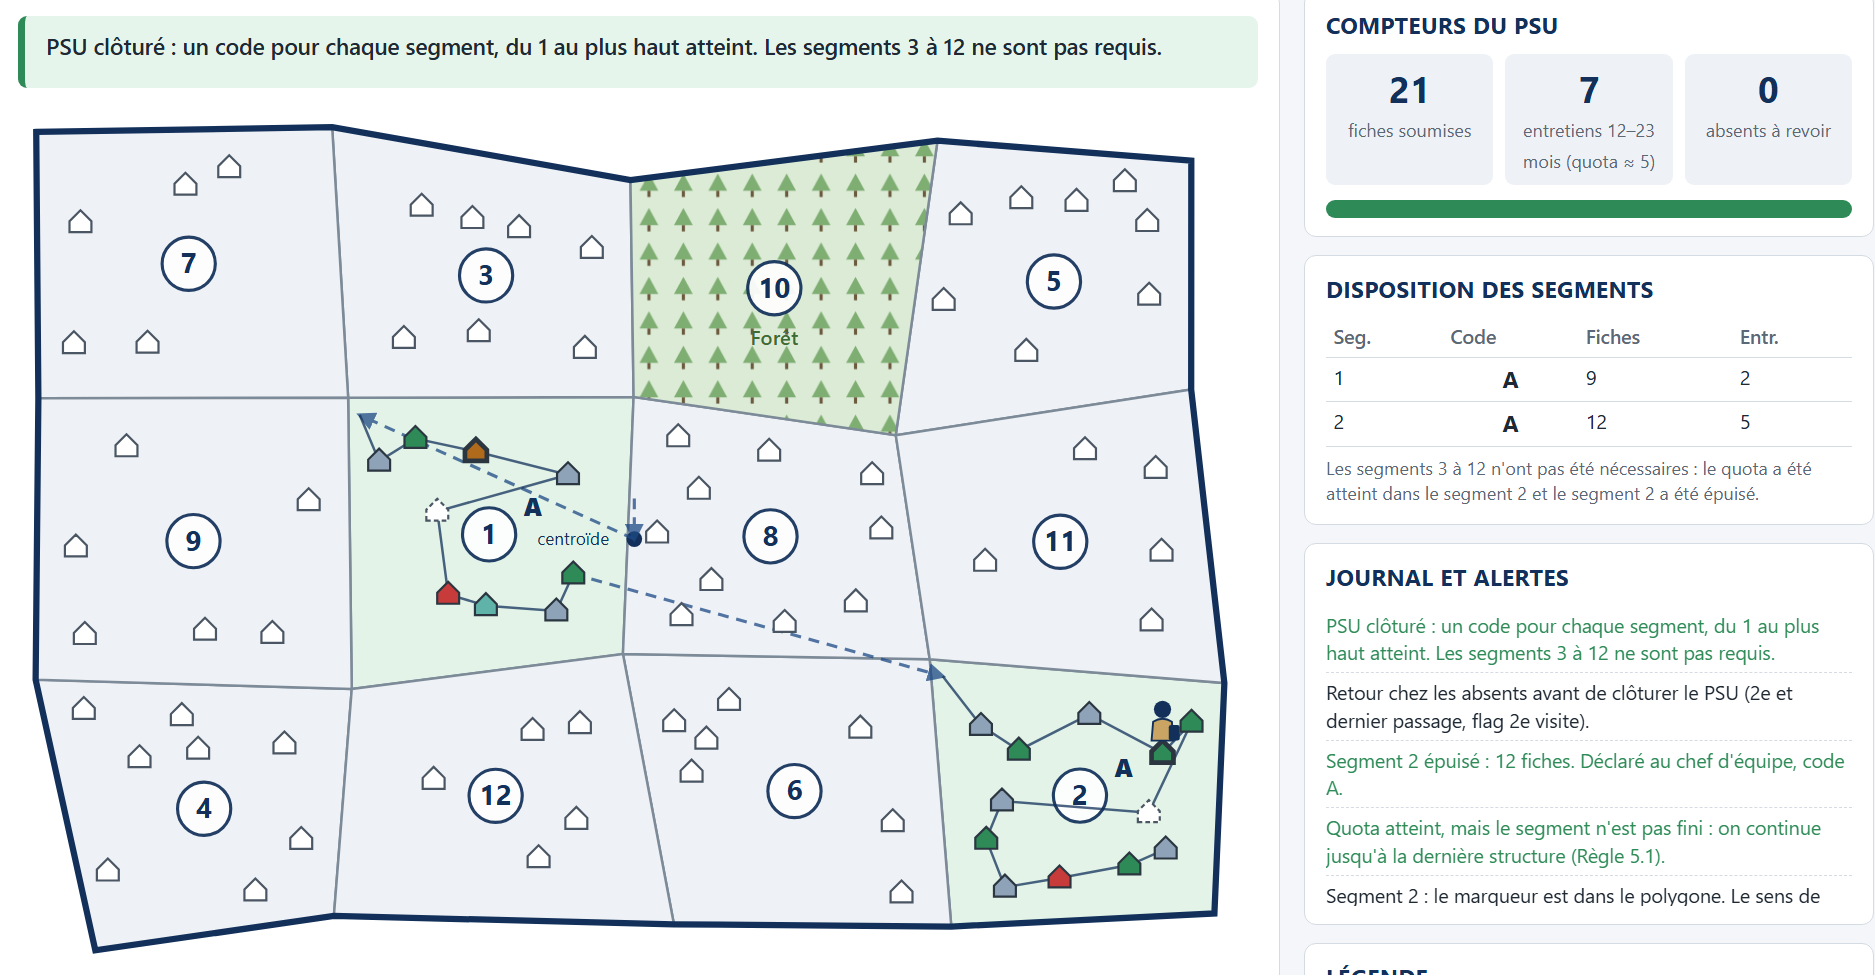 PSU clôturé : un code pour chaque segment, du 1 au plus haut atteint. Les segments 3 à 12 ne sont pas requis.
7
3
10
Forêt
5
9
1
A
centroïde
8
11
4
12
6
2
A
COMPTEURS DU PSU
21
fiches soumises
7
entretiens 12–23
mois (quota ≈ 5)
0
absents à revoir
DISPOSITION DES SEGMENTS
Seg. Code Fiches Entr.
1 A 9 2
2 A 12 5
Les segments 3 à 12 n'ont pas été nécessaires : le quota a été
atteint dans le segment 2 et le segment 2 a été épuisé.
JOURNAL ET ALERTES
PSU clôturé : un code pour chaque segment, du 1 au plus
haut atteint. Les segments 3 à 12 ne sont pas requis.
Retour chez les absents avant de clôturer le PSU (2e et
dernier passage, flag 2e visite).
Segment 2 épuisé : 12 fiches. Déclaré au chef d'équipe, code
A.
Quota atteint, mais le segment n'est pas fini : on continue
jusqu'à la dernière structure (Règle 5.1).
Segment 2 : le marqueur est dans le polygone. Le sens de
LÉGENDE